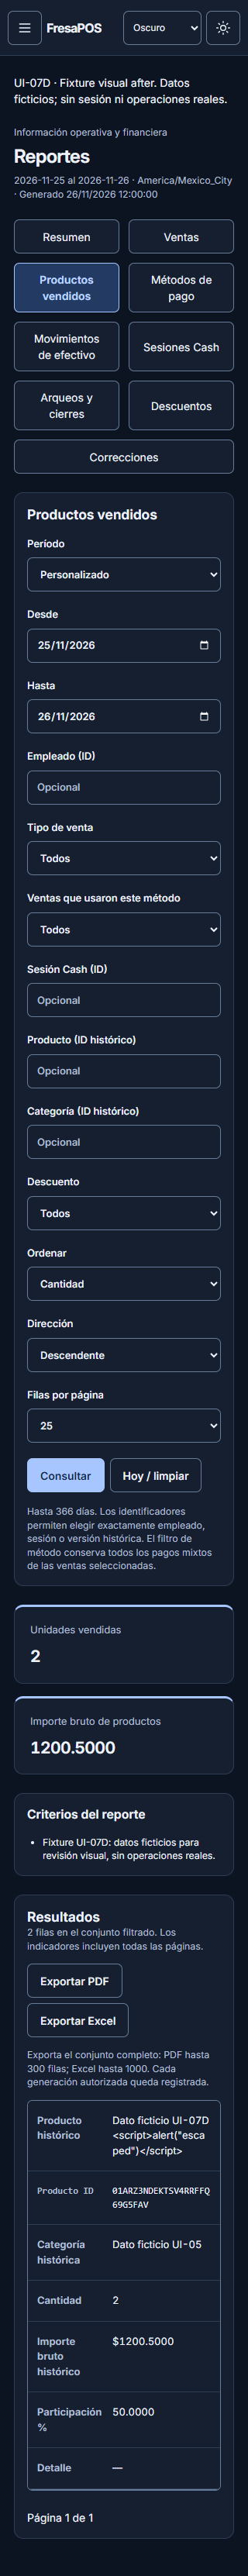 FresaPOS
Oscuro
UI-07D · Fixture visual after. Datos
ficticios; sin sesión ni operaciones reales.
Información operativa y financiera
Reportes
2026-11-25 al 2026-11-26 · America/Mexico_City
· Generado 26/11/2026 12:00:00
Resumen
Ventas
Productos
vendidos
Métodos de
pago
Movimientos
de efectivo
Sesiones Cash
Arqueos y
cierres
Descuentos
Correcciones
Productos vendidos
Período
Personalizado
Desde
25/11/2026
Hasta
26/11/2026
Empleado (ID)
Opcional
Tipo de venta
Todos
Ventas que usaron este método
Todos
Sesión Cash (ID)
Opcional
Producto (ID histórico)
Opcional
Categoría (ID histórico)
Opcional
Descuento
Todos
Ordenar
Cantidad
Dirección
Descendente
Filas por página
25
Consultar
Hoy / limpiar
Hasta 366 días. Los identificadores
permiten elegir exactamente empleado,
sesión o versión histórica. El filtro de
método conserva todos los pagos mixtos
de las ventas seleccionadas.
Unidades vendidas
2
Importe bruto de productos
1200.5000
Criterios del reporte
• Fixture UI-07D: datos ficticios para
revisión visual, sin operaciones reales.
Resultados
2 filas en el conjunto filtrado. Los
indicadores incluyen todas las páginas.
Exportar PDF
Exportar Excel
Exporta el conjunto completo: PDF hasta
300 filas; Excel hasta 1000. Cada
generación autorizada queda registrada.
Producto
histórico
Dato ficticio UI-07D
<script>alert("esca
ped")</script>
Producto ID
01ARZ3NDEKTSV4RRFFQ
69G5FAV
Categoría
histórica
Dato ficticio UI-05
Cantidad
2
Importe
bruto
histórico
$1200.5000
Participación
%
50.0000
Detalle
—
Página 1 de 1